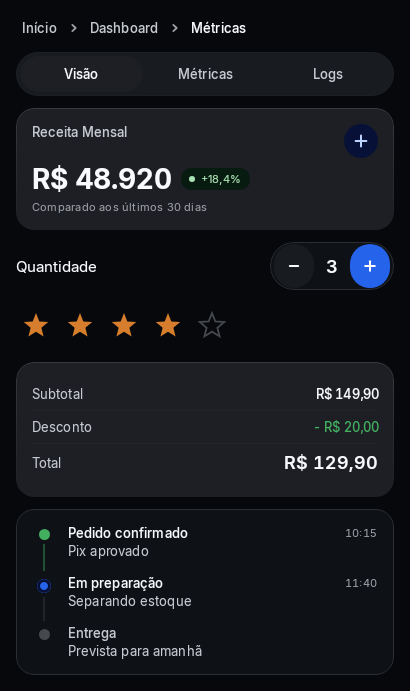 Início > Dashboard > Métricas
Visão Métricas Logs
Receita Mensal
R$ 48.920 +18,4%
Comparado aos últimos 30 dias
Quantidade − 3 +
Subtotal R$ 149,90
Desconto - R$ 20,00
Total R$ 129,90
Pedido confirmado 10:15
Pix aprovado
Em preparação 11:40
Separando estoque
Entrega
Prevista para amanhã